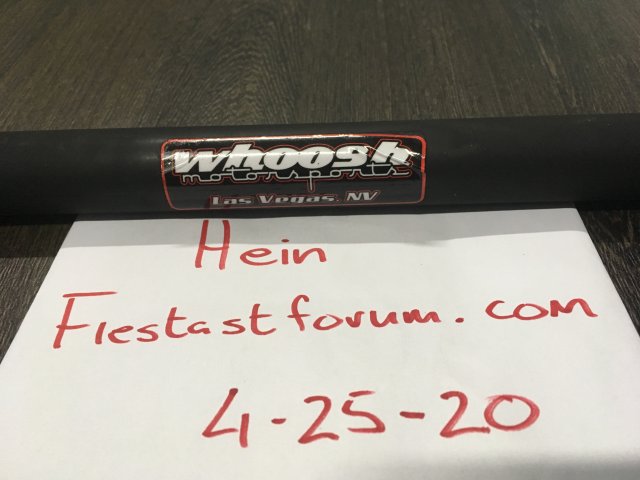 whoosh
motorsports
Las Vegas, NV
Hein
Fiestastforum.com
4-25-20